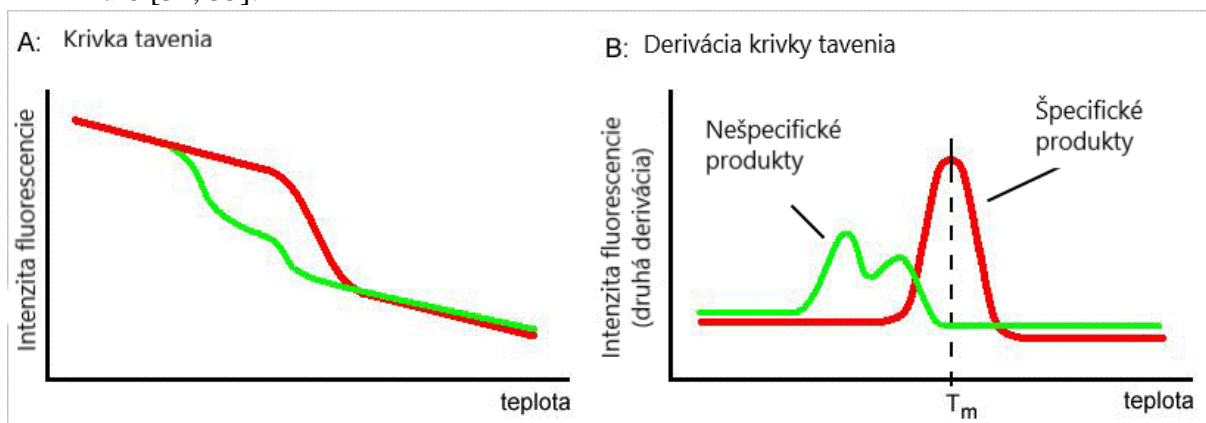 A: Krivka tavenia
Intenzita fluorescencie
teplota
B: Derivácia krivky tavenia
Intenzita fluorescencie
(druhá derivácia)
Nešpecifické
produkty
Špecifické
produkty
Tm
teplota